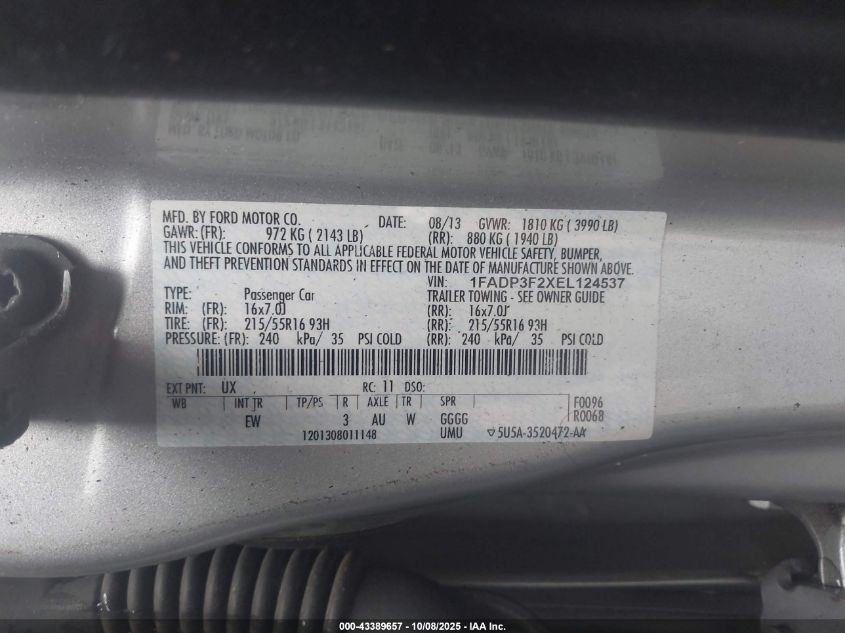 MFD. BY FORD MOTOR CO. DATE: 08/13 GVWR: 1810 KG ( 3990 LB)
GAWR: (FR): 972 KG ( 2143 LB) (RR): 880 KG ( 1940 LB)
THIS VEHICLE CONFORMS TO ALL APPLICABLE FEDERAL MOTOR VEHICLE SAFETY, BUMPER,
AND THEFT PREVENTION STANDARDS IN EFFECT ON THE DATE OF MANUFACTURE SHOWN ABOVE.
VIN: 1FADP3F2XEL124537
TYPE: Passenger Car TRAILER TOWING - SEE OWNER GUIDE
RIM: (FR): 16x7.0J (RR): 16x7.0J
TIRE: (FR): 215/55R16 93H (RR): 215/55R16 93H
PRESSURE: (FR): 240 kPa/ 35 PSI COLD (RR): 240 kPa/ 35 PSI COLD
EXT PNT: UX RC: 11 DSO:
WB INT TR TP/PS R AXLE TR SPR F0096
EW 3 AU W GGGG R0068
1201308011148 UMU ▽5U5A-3520472-AA
000-43389657 - 10/08/2025 - IAA Inc.